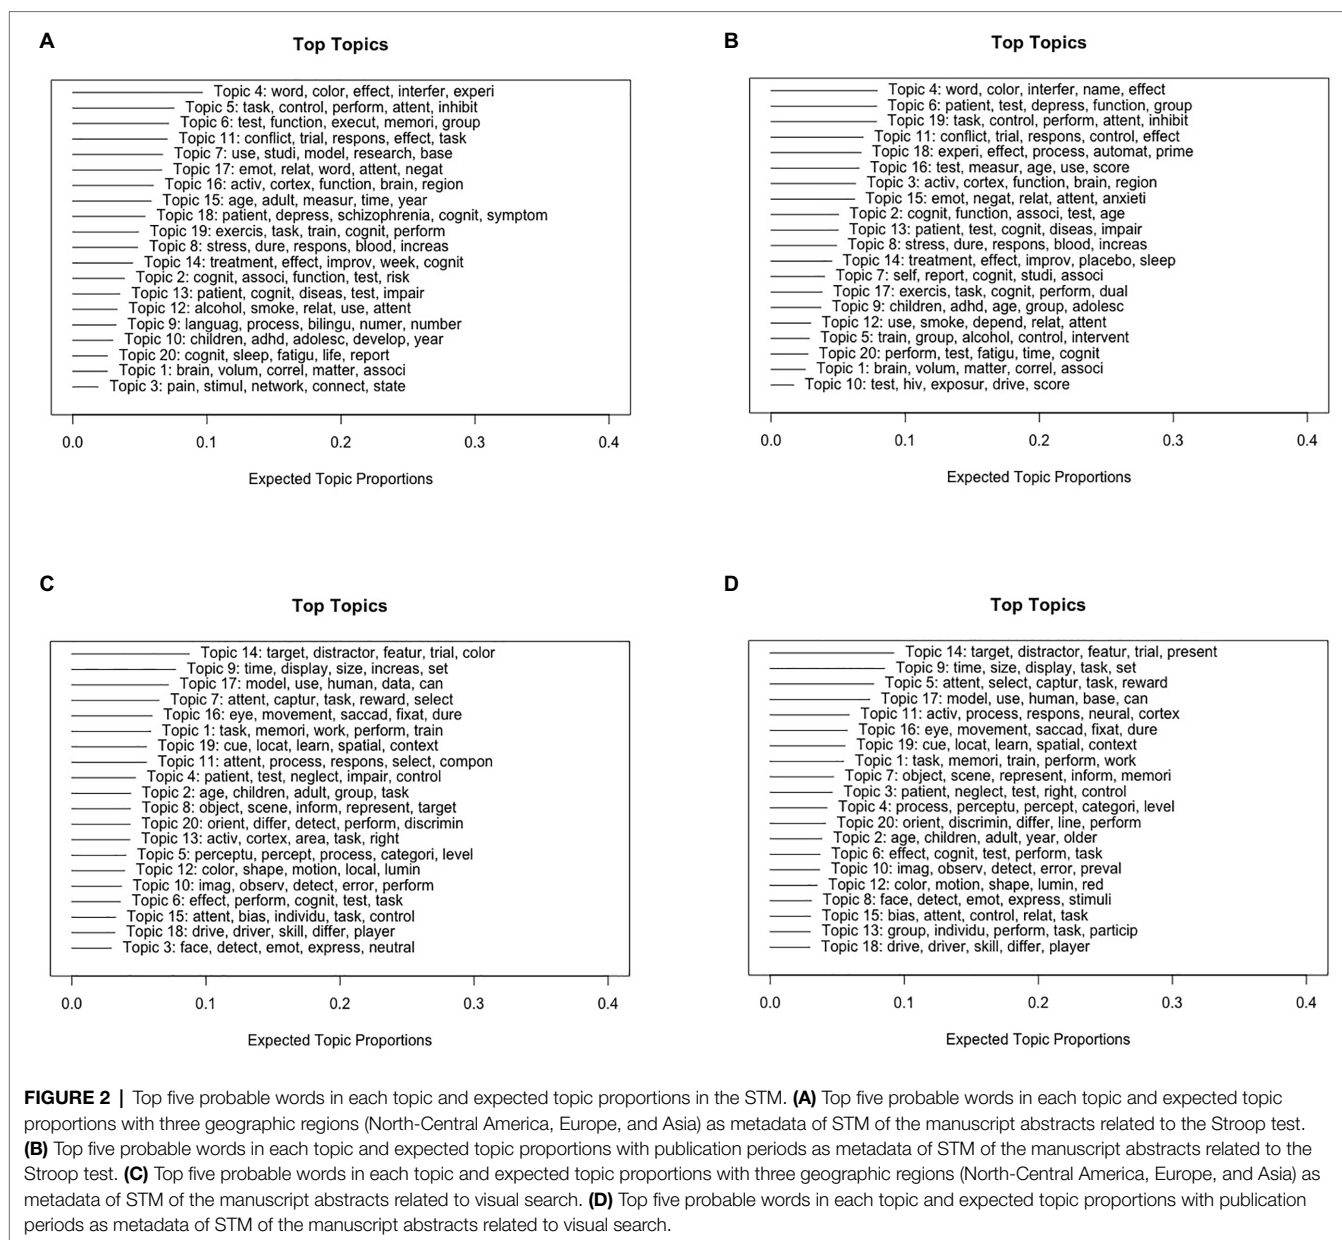 A
Top Topics
Topic 4: word, color, effect, interfer, experi
Topic 5: task, control, perform, attent, inhibit
Topic 6: test, function, execut, memori, group
Topic 11: conflict, trial, respons, effect, task
Topic 7: use, studi, model, research, base
Topic 17: emot, relat, word, attent, negat
Topic 16: activ, cortex, function, brain, region
Topic 15: age, adult, measur, time, year
Topic 18: patient, depress, schizophrenia, cognit, symptom
Topic 19: exercis, task, train, cognit, perform
Topic 8: stress, dure, respons, blood, increas
Topic 14: treatment, effect, improv, week, cognit
Topic 2: cognit, associ, function, test, risk
Topic 13: patient, cognit, diseas, test, impair
Topic 12: alcohol, smoke, relat, use, attent
Topic 9: languag, process, bilingu, numer, number
Topic 10: children, adhd, adolesc, develop, year
Topic 20: cognit, sleep, fatigu, life, report
Topic 1: brain, volum, correl, matter, associ
Topic 3: pain, stimul, network, connect, state
0.0 0.1 0.2 0.3 0.4
Expected Topic Proportions
B
Top Topics
Topic 4: word, color, interfer, name, effect
Topic 6: patient, test, depress, function, group
Topic 19: task, control, perform, attent, inhibit
Topic 11: conflict, trial, respons, control, effect
Topic 18: experi, effect, process, automat, prime
Topic 16: test, measur, age, use, score
Topic 3: activ, cortex, function, brain, region
Topic 15: emot, negat, relat, attent, anxieti
Topic 2: cognit, function, associ, test, age
Topic 13: patient, test, cognit, diseas, impair
Topic 8: stress, dure, respons, blood, increas
Topic 14: treatment, effect, improv, placebo, sleep
Topic 7: self, report, cognit, studi, associ
Topic 17: exercis, task, cognit, perform, dual
Topic 9: children, adhd, age, group, adolesc
Topic 12: use, smoke, depend, relat, attent
Topic 5: train, group, alcohol, control, intervent
Topic 20: perform, test, fatigu, time, cognit
Topic 1: brain, volum, matter, correl, associ
Topic 10: test, hiv, exposur, drive, score
0.0 0.1 0.2 0.3 0.4
Expected Topic Proportions
C
Top Topics
Topic 14: target, distractor, featur, trial, color
Topic 9: time, display, size, increas, set
Topic 17: model, use, human, data, can
Topic 7: attent, captur, task, reward, select
Topic 16: eye, movement, saccad, fixat, dure
Topic 1: task, memori, work, perform, train
Topic 19: cue, locat, learn, spatial, context
Topic 11: attent, process, respons, select, compon
Topic 4: patient, test, neglect, impair, control
Topic 2: age, children, adult, group, task
Topic 8: object, scene, inform, represent, target
Topic 20: orient, differ, detect, perform, discrimin
Topic 13: activ, cortex, area, task, right
Topic 5: perceptu, percept, process, categori, level
Topic 12: color, shape, motion, local, lumin
Topic 10: imag, observ, detect, error, perform
Topic 6: effect, perform, cognit, test, task
Topic 15: attent, bias, individu, task, control
Topic 18: drive, driver, skill, differ, player
Topic 3: face, detect, emot, express, neutral
0.0 0.1 0.2 0.3 0.4
Expected Topic Proportions
D
Top Topics
Topic 14: target, distractor, featur, trial, present
Topic 9: time, size, display, task, set
Topic 5: attent, select, captur, task, reward
Topic 17: model, use, human, base, can
Topic 11: activ, process, respons, neural, cortex
Topic 16: eye, movement, saccad, fixat, dure
Topic 19: cue, locat, learn, spatial, context
Topic 1: task, memori, train, perform, work
Topic 7: object, scene, represent, inform, memori
Topic 3: patient, neglect, test, right, control
Topic 4: process, perceptu, percept, categori, level
Topic 20: orient, discrimin, differ, line, perform
Topic 2: age, children, adult, year, older
Topic 6: effect, cognit, test, perform, task
Topic 10: imag, observ, detect, error, preval
Topic 12: color, motion, shape, lumin, red
Topic 8: face, detect, emot, express, stimuli
Topic 15: bias, attent, control, relat, task
Topic 13: group, individu, perform, task, particip
Topic 18: drive, driver, skill, differ, player
0.0 0.1 0.2 0.3 0.4
Expected Topic Proportions
FIGURE 2 | Top five probable words in each topic and expected topic proportions in the STM. (A) Top five probable words in each topic and expected topic
proportions with three geographic regions (North-Central America, Europe, and Asia) as metadata of STM of the manuscript abstracts related to the Stroop test.
(B) Top five probable words in each topic and expected topic proportions with publication periods as metadata of STM of the manuscript abstracts related to the
Stroop test. (C) Top five probable words in each topic and expected topic proportions with three geographic regions (North-Central America, Europe, and Asia) as
metadata of STM of the manuscript abstracts related to visual search. (D) Top five probable words in each topic and expected topic proportions with publication
periods as metadata of STM of the manuscript abstracts related to visual search.